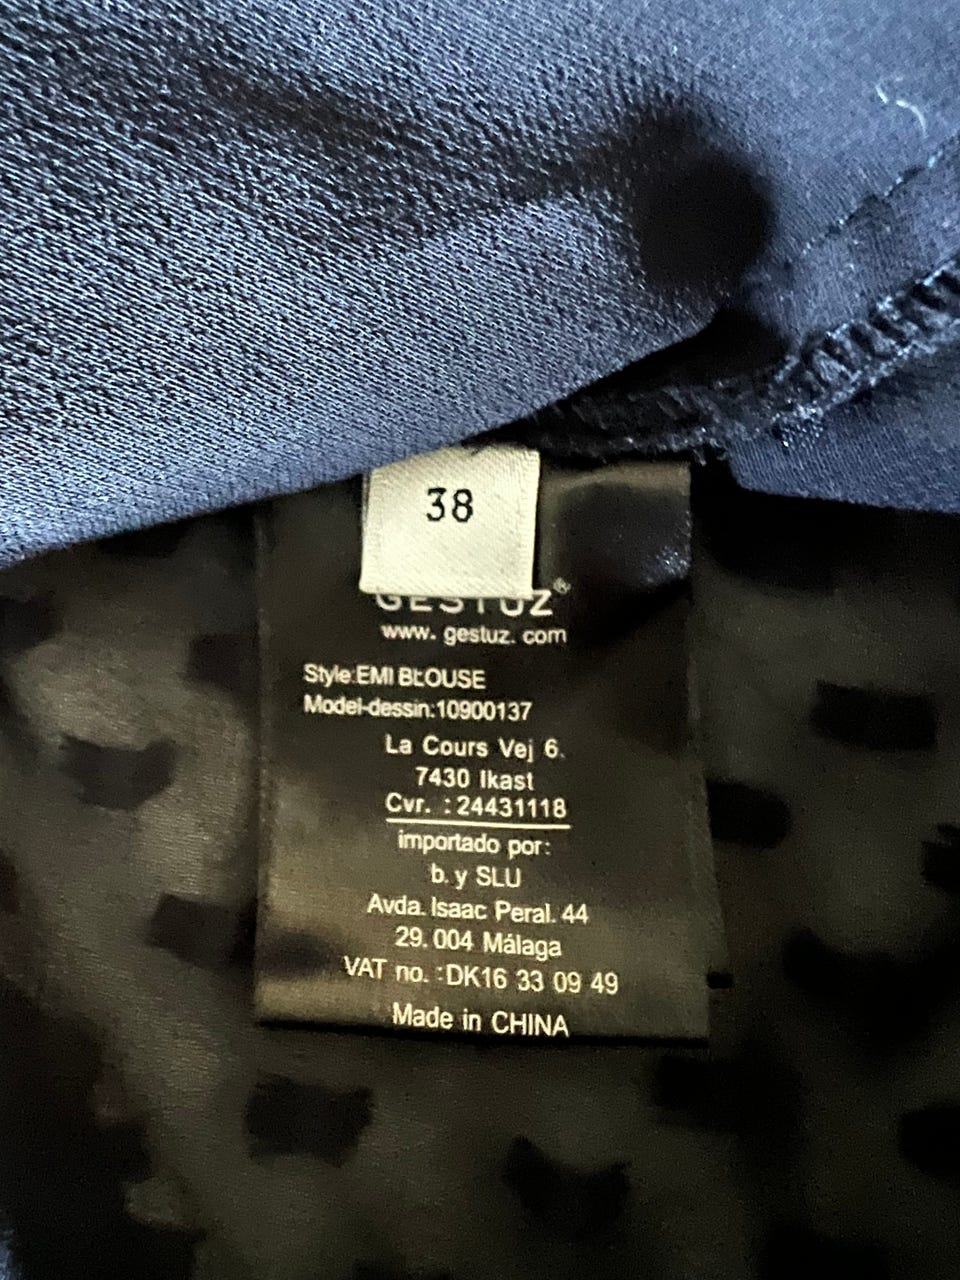 38
GESTUZ®
www. gestuz. com
Style:EMI BLOUSE
Model-dessin:10900137
La Cours Vej 6.
7430 Ikast
Cvr. : 24431118
importado por:
b. y SLU
Avda. Isaac Peral. 44
29. 004 Málaga
VAT no. :DK16 33 09 49
Made in CHINA